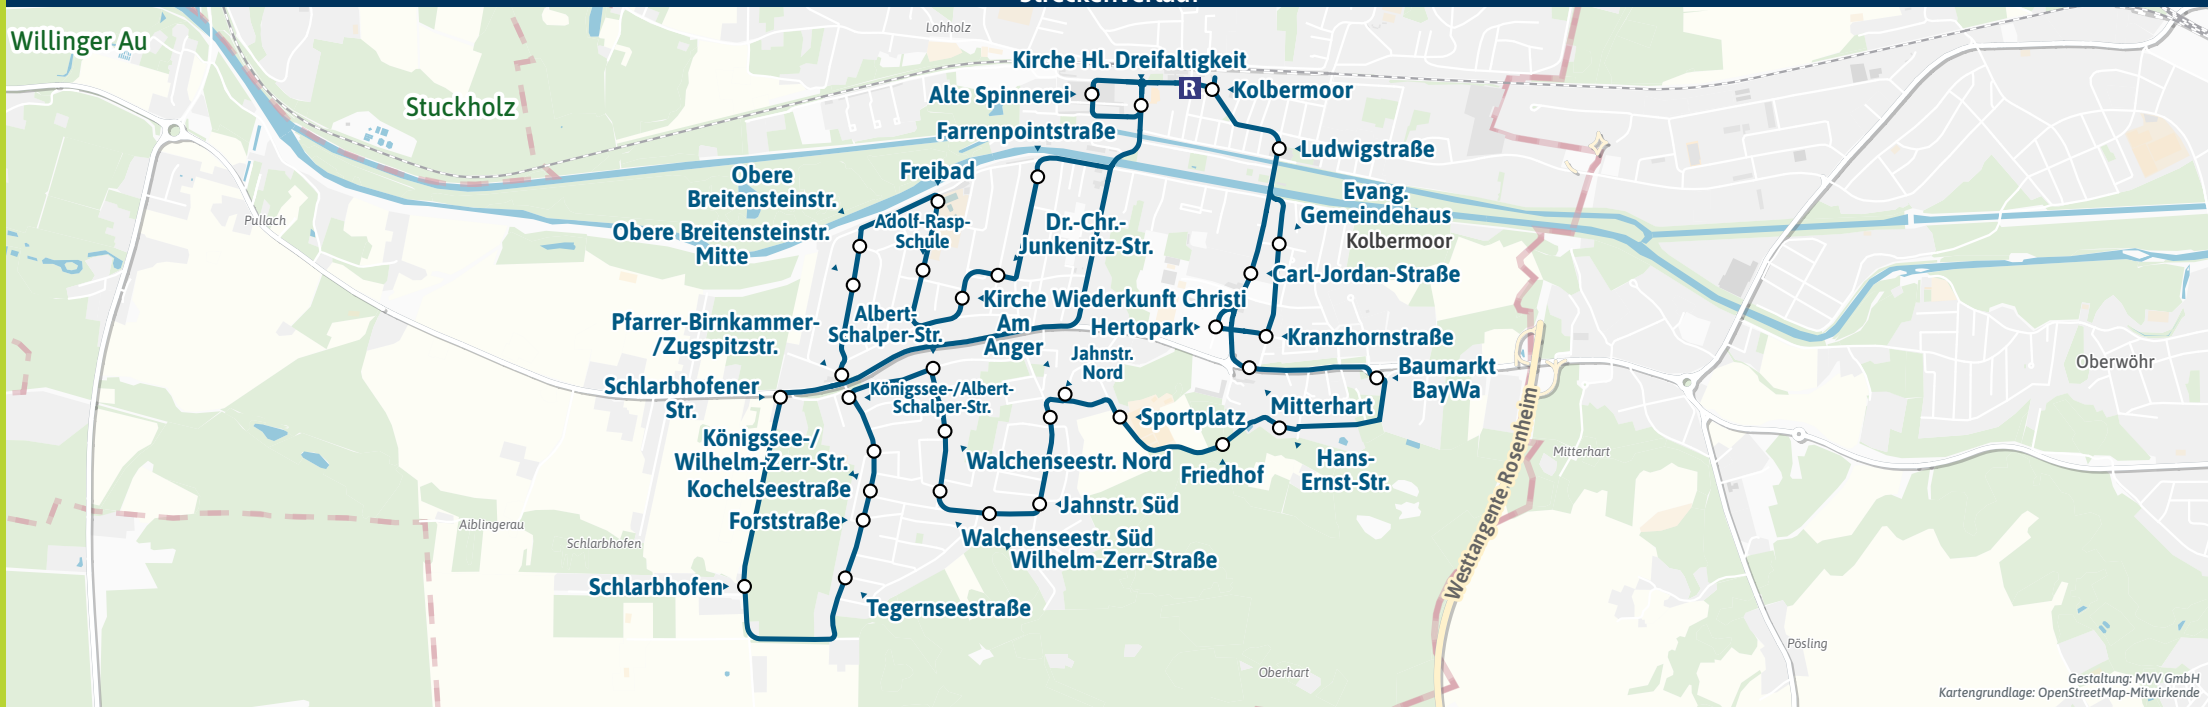 Streckenverlauf
Willinger Au
Lohholz
Kirche Hl. Dreifaltigkeit
Stuckholz
Alte Spinnerei
R
Kolbermoor
Farrenpointstraße
Ludwigstraße
Freibad
Obere
Breitensteinstr.
Evang.
Gemeindehaus
Kolbermoor
Pullach
Adolf-Rasp-
Schule
Dr.-Chr.-
Junkenitz-Str.
Obere Breitensteinstr.
Mitte
Carl-Jordan-Straße
Kirche Wiederkunft Christi
Pfarrer-Birnkammer-
/Zugspitzstr.
Albert-
Schalper-Str.
Am
Anger
Hertopark
Kranzhornstraße
Jahnstr.
Nord
Baumarkt
BayWa
Oberwöhr
Schlarbhofener
Str.
Königssee-/Albert-
Schalper-Str.
Sportplatz
Mitterhart
Königssee-/
Wilhelm-Zerr-Str.
Walchenseestr. Nord
Friedhof
Hans-
Ernst-Str.
Mitterhart
Westtangente Rosenheim
Kochelseestraße
Jahnstr. Süd
Forststraße
Aiblingerau
Schlarbhofen
Walchenseestr. Süd
Wilhelm-Zerr-Straße
Schlarbhofen
Tegernseestraße
Pösling
Oberhart
Gestaltung: MVV GmbH
Kartengrundlage: OpenStreetMap-Mitwirkende